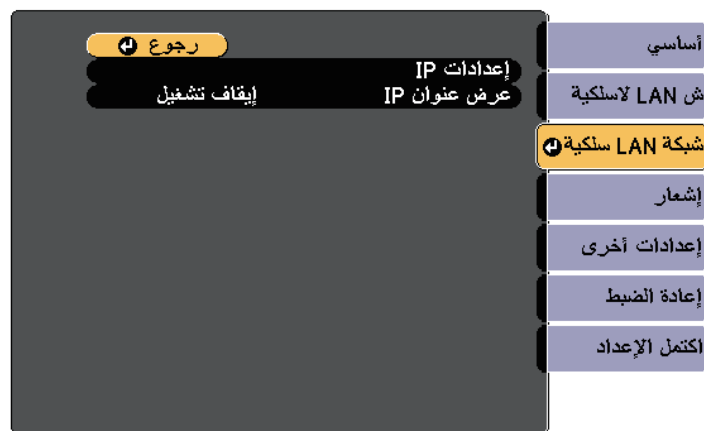 أساسي
ش LAN لاسلكية
شبكة LAN سلكية
إشعار
إعدادات أخرى
إعادة الضبط
اكتمل الإعداد
رجوع
إعدادات IP
عرض عنوان IP إيقاف تشغيل